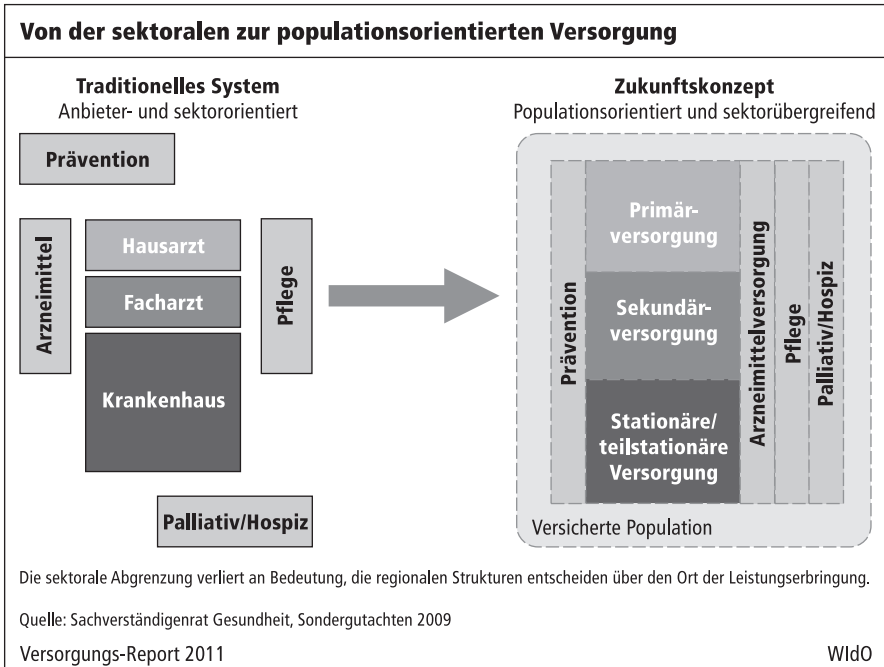 Von der sektoralen zur populationsorientierten Versorgung
Traditionelles System
Anbieter- und sektororientiert
Prävention
Arzneimittel
Hausarzt
Facharzt
Krankenhaus
Pflege
Palliativ/Hospiz
Zukunftskonzept
Populationsorientiert und sektorübergreifend
Prävention
Primär-
versorgung
Sekundär-
versorgung
Stationäre/
teilstationäre
Versorgung
Arzneimittelversorgung
Pflege
Palliativ/Hospiz
Versicherte Population
Die sektorale Abgrenzung verliert an Bedeutung, die regionalen Strukturen entscheiden über den Ort der Leistungserbringung.
Quelle: Sachverständigenrat Gesundheit, Sondergutachten 2009
Versorgungs-Report 2011
WIdO